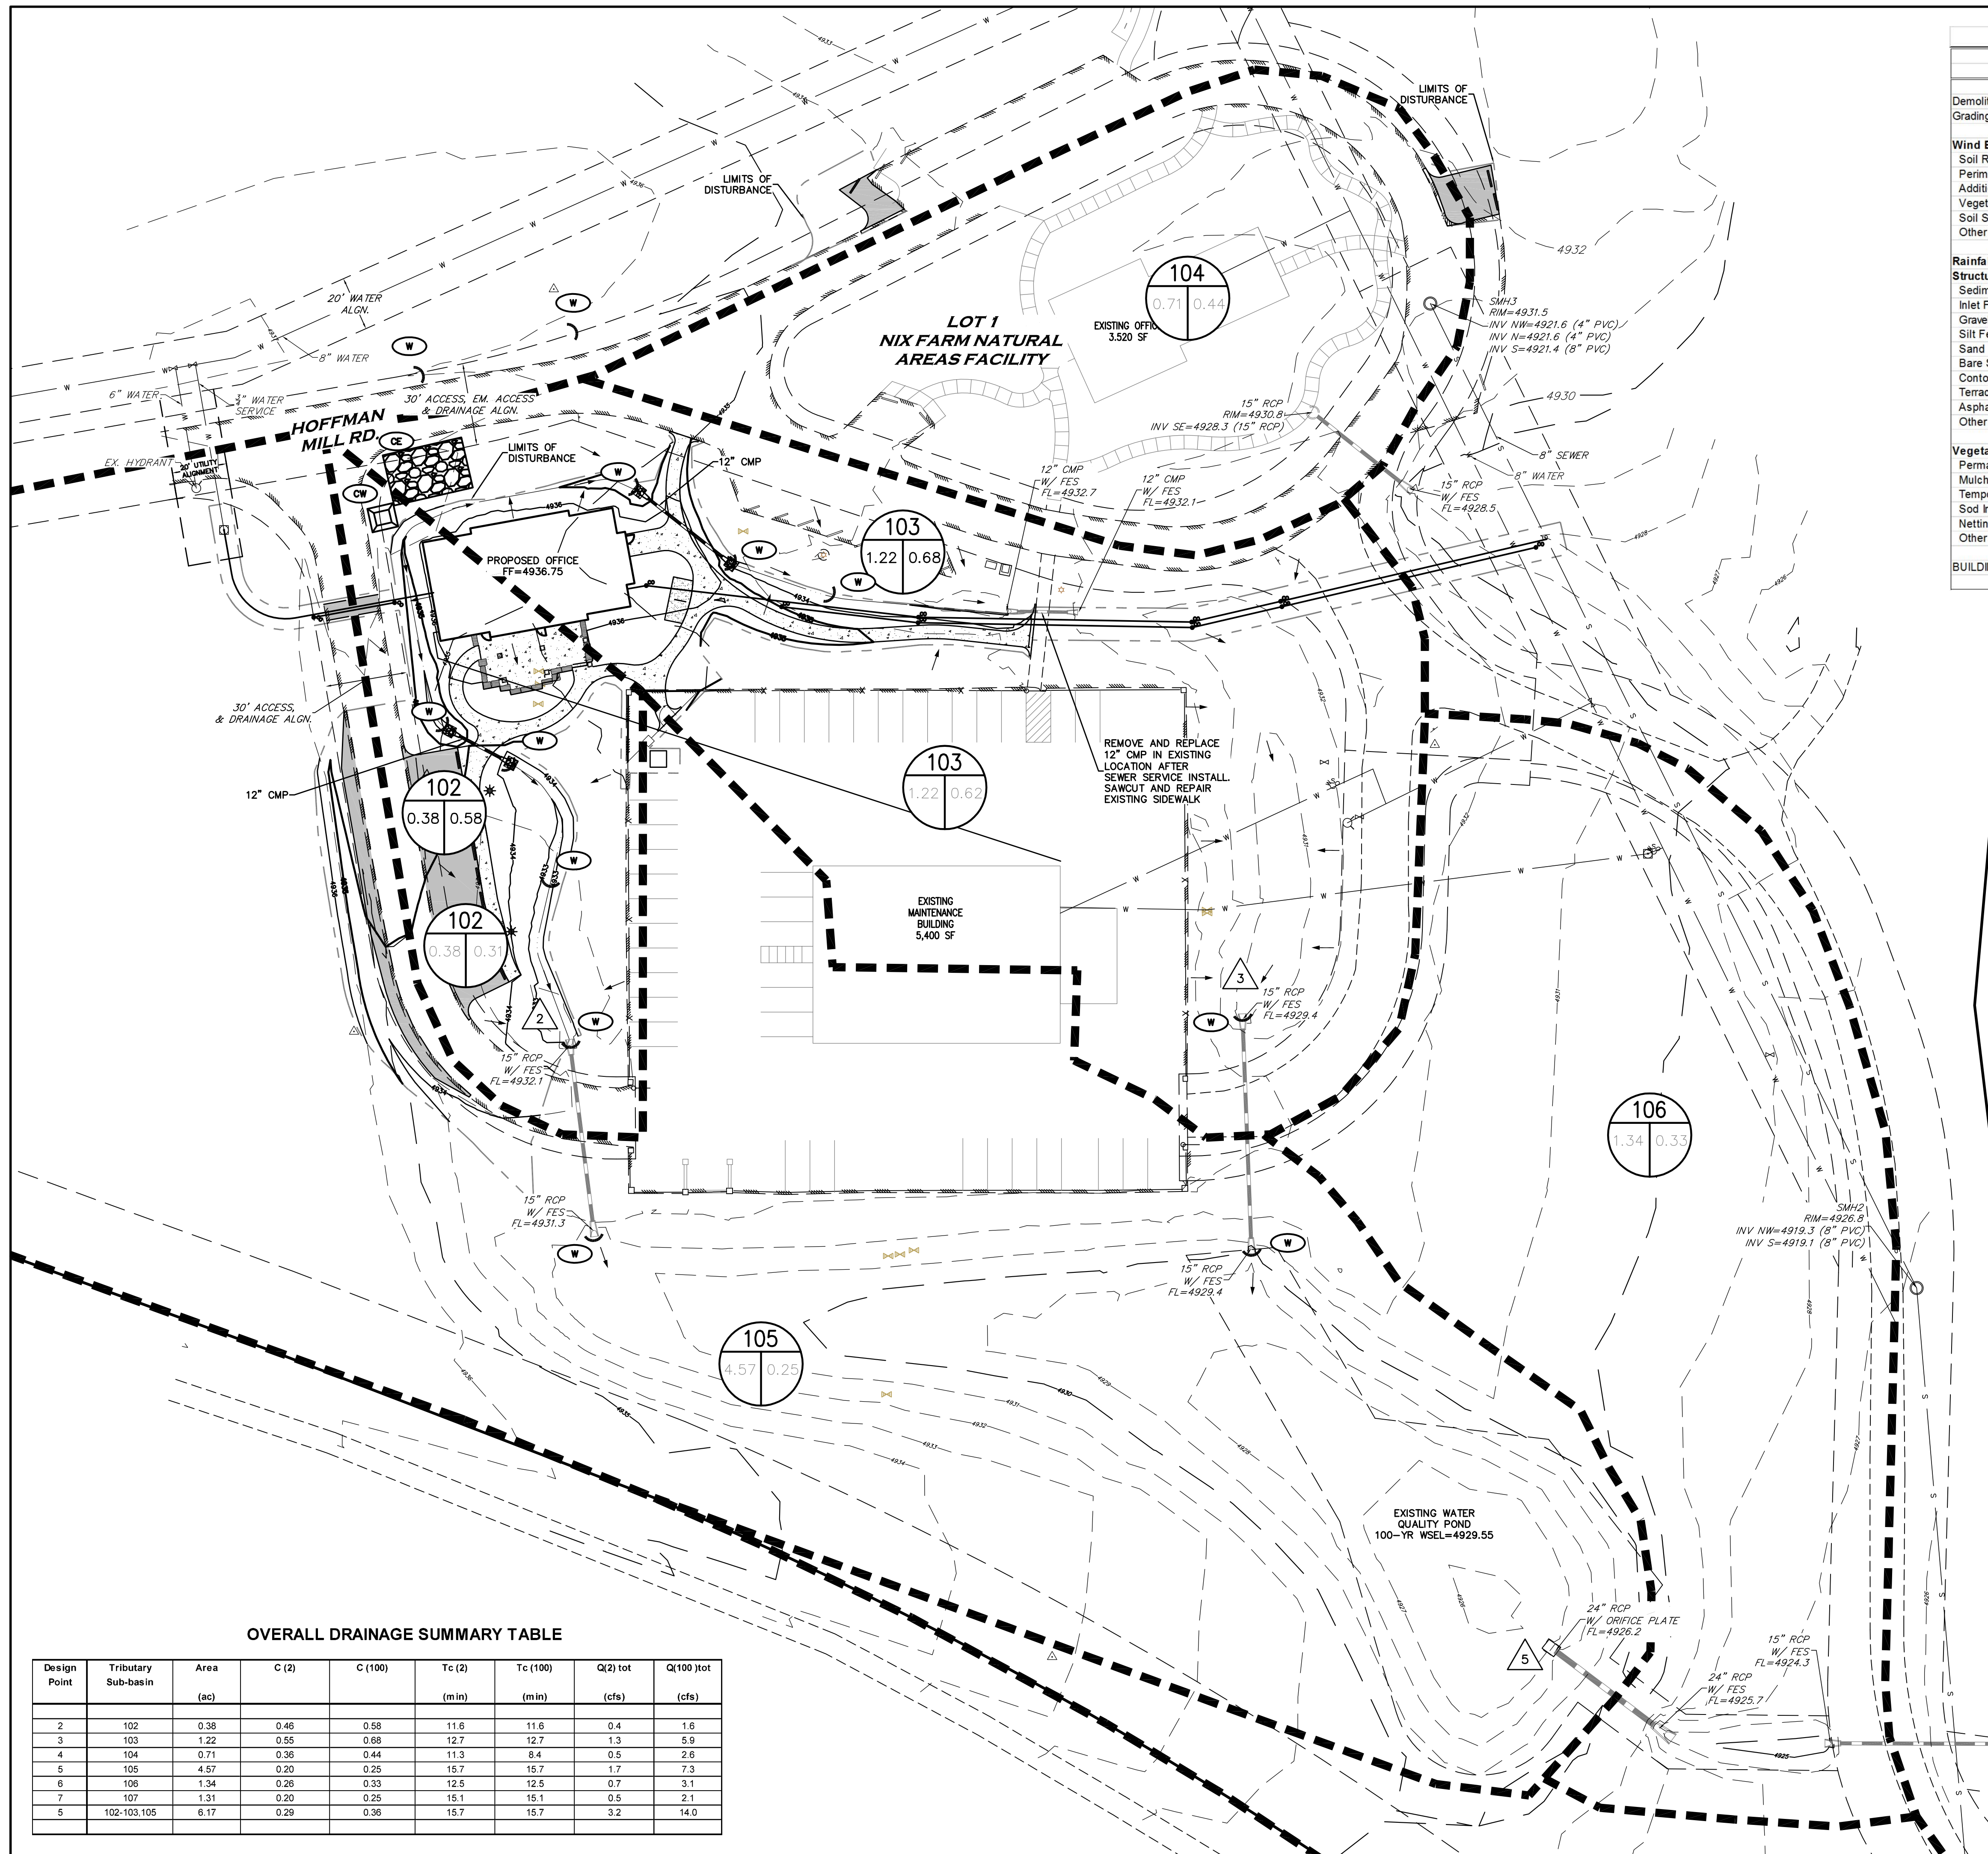 LIMITS OF
DISTURBANCE
LIMITS OF
DISTURBANCE
20' WATER
ALGN.
8" WATER
6" WATER
3" WATER
SERVICE
30' ACCESS, EM. ACCESS
& DRAINAGE ALGN.
HOFFMAN
MILL RD.
EX. HYDRANT
20' UTILITY
ALIGNMENT
CE
CW
LIMITS OF
DISTURBANCE
12" CMP
LOT 1
NIX FARM NATURAL
AREAS FACILITY
104
0.71 0.44
3.520 SF
4932
SMH3
RIM=4931.5
INV NW=4921.6 (4" PVC)
INV N=4921.6 (4" PVC)
INV S=4921.4 (8" PVC)
4930
15" RCP
RIM=4930.8
INV SE=4928.3 (15" RCP)
8" SEWER
8" WATER
15" RCP
W/ FES
FL=4928.5
12" CMP
W/ FES
FL=4932.7
12" CMP
W/ FES
FL=4932.1
103
1.22 0.68
PROPOSED OFFICE
FF=4936.75
30' ACCESS,
& DRAINAGE ALGN.
12" CMP
102
0.38 0.58
102
0.38 0.31
103
1.22 0.62
REMOVE AND REPLACE
12" CMP IN EXISTING
LOCATION AFTER
SEWER SERVICE INSTALL.
SAWCUT AND REPAIR
EXISTING SIDEWALK
EXISTING
MAINTENANCE
BUILDING
5,400 SF
2
15" RCP
W/ FES
FL=4932.1
3
15" RCP
W/ FES
FL=4929.4
15" RCP
W/ FES
FL=4931.3
15" RCP
W/ FES
FL=4929.4
106
1.34 0.33
SMH2
RIM=4926.8
INV NW=4919.3 (8" PVC)
INV S=4919.1 (8" PVC)
105
4.57 0.25
EXISTING WATER
QUALITY POND
100-YR WSEL=4929.55
24" RCP
W/ ORIFICE PLATE
FL=4926.2
5
15" RCP
W/ FES
FL=4924.3
24" RCP
W/ FES
FL=4925.7
OVERALL DRAINAGE SUMMARY TABLE
Design Point Tributary Sub-basin Area (ac) C (2) C (100) Tc (2) (min) Tc (100) (min) Q(2) tot (cfs) Q(100 )tot (cfs)
2 102 0.38 0.46 0.58 11.6 11.6 0.4 1.6
3 103 1.22 0.55 0.68 12.7 12.7 1.3 5.9
4 104 0.71 0.36 0.44 11.3 8.4 0.5 2.6
5 105 4.57 0.20 0.25 15.7 15.7 1.7 7.3
6 106 1.34 0.26 0.33 12.5 12.5 0.7 3.1
7 107 1.31 0.20 0.25 15.1 15.1 0.5 2.1
5 102-103,105 6.17 0.29 0.36 15.7 15.7 3.2 14.0